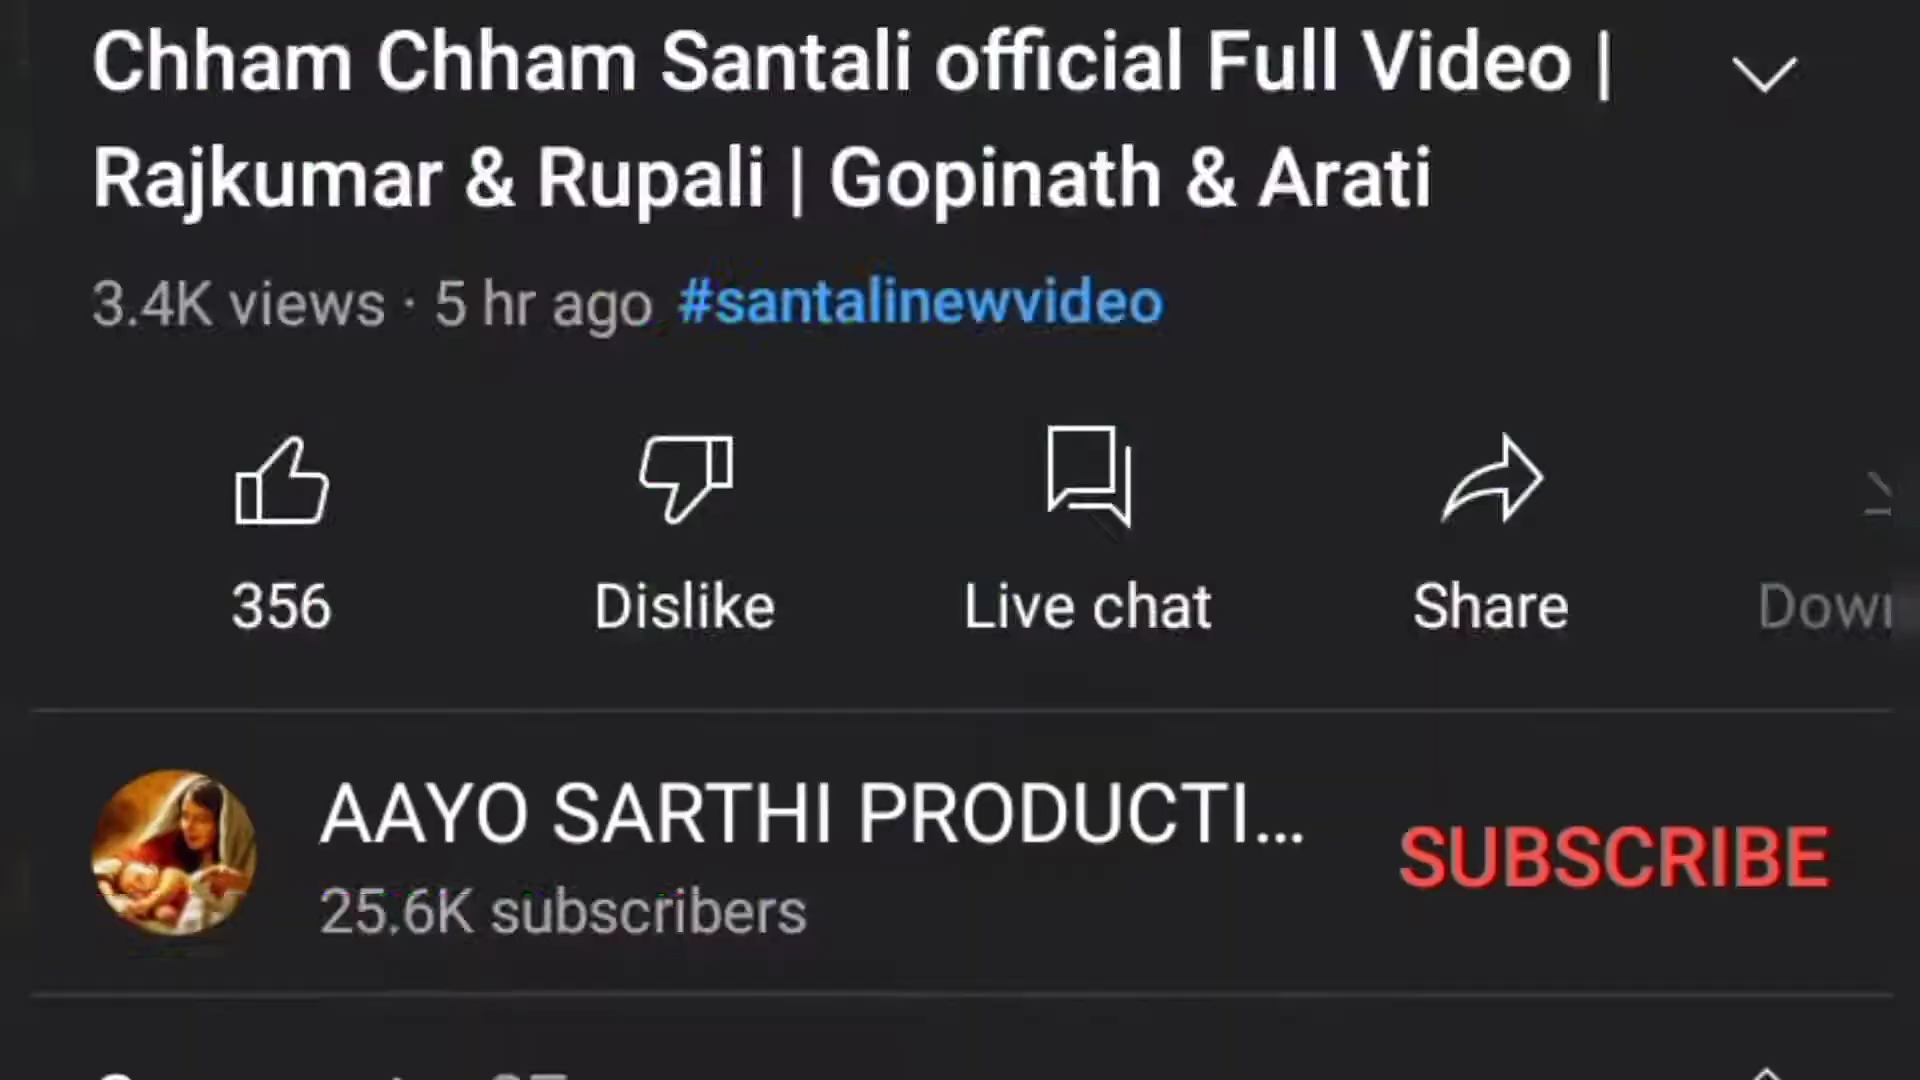 Chham Chham Santali official Full Video |
Rajkumar & Rupali | Gopinath & Arati
3.4K views · 5 hr ago #santalinewvideo
356 Dislike Live chat Share
AAYO SARTHI PRODUCTI...
SUBSCRIBE
25.6K subscribers